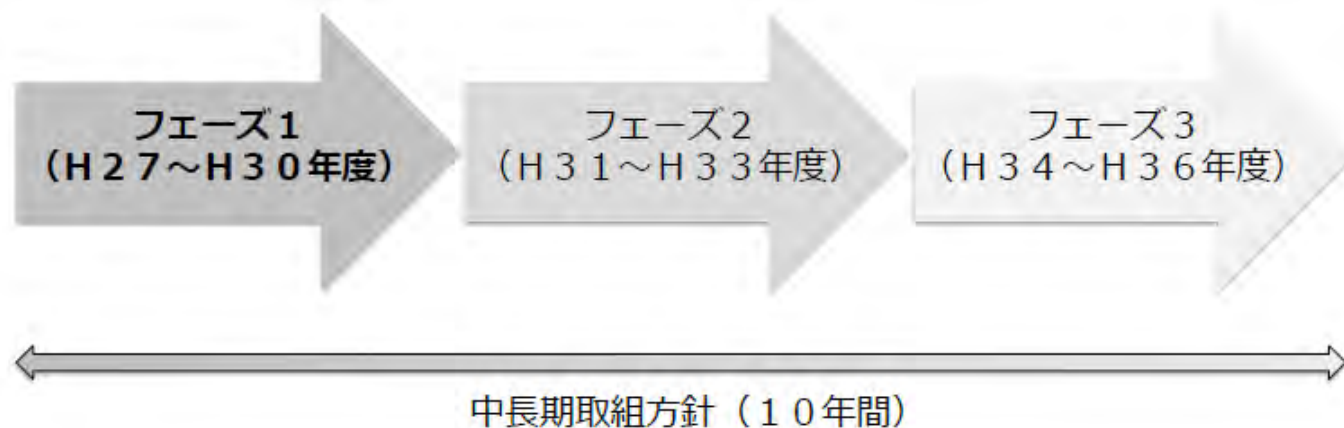 フェーズ１
（Ｈ２７～Ｈ３０年度）
フェーズ２
（Ｈ３１～Ｈ３３年度）
フェーズ３
（Ｈ３４～Ｈ３６年度）
中長期取組方針（１０年間）